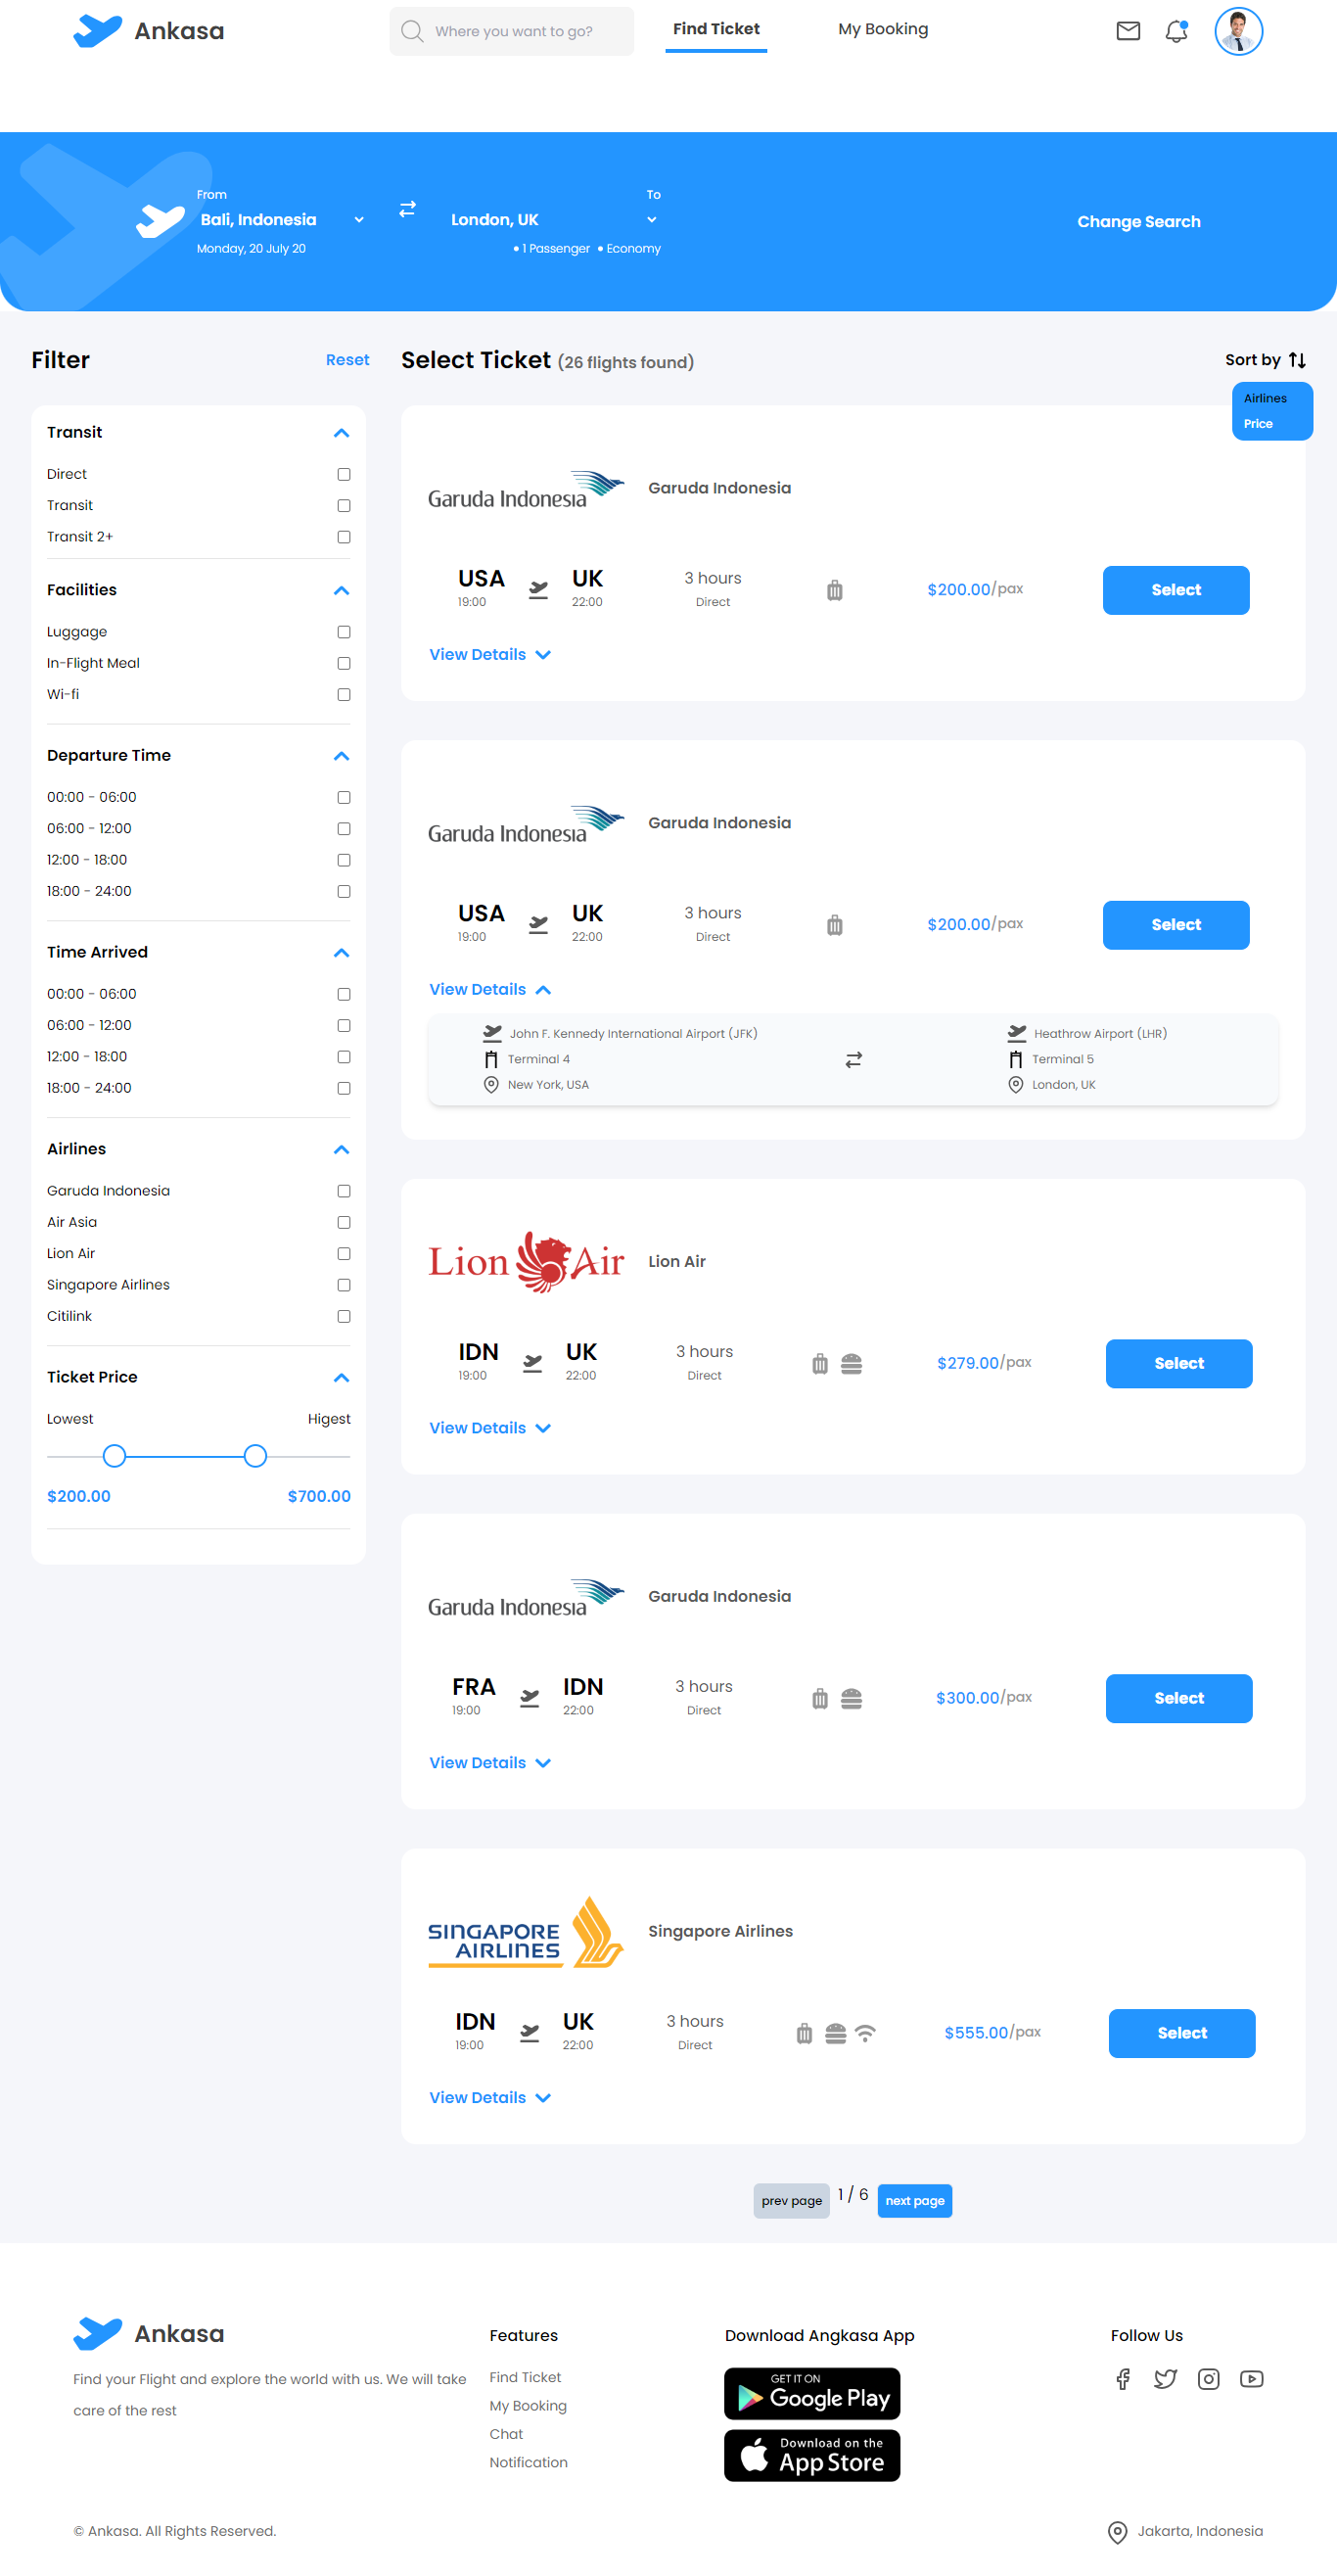 Ankasa
Where you want to go?
Find Ticket
My Booking
From
To
Bali, Indonesia
London, UK
Monday, 20 July 20
1 Passenger
Economy
Change Search
Filter
Reset
Select Ticket (26 flights found)
Sort by
Airlines
Price
Transit
Direct
Transit
Transit 2+
Facilities
Luggage
In-Flight Meal
Wi-fi
Departure Time
00:00 - 06:00
06:00 - 12:00
12:00 - 18:00
18:00 - 24:00
Time Arrived
00:00 - 06:00
06:00 - 12:00
12:00 - 18:00
18:00 - 24:00
Airlines
Garuda Indonesia
Air Asia
Lion Air
Singapore Airlines
Citilink
Ticket Price
Lowest
Higest
$200.00
$700.00
Garuda Indonesia
Garuda Indonesia
USA
UK
19:00
22:00
3 hours
Direct
$200.00/pax
Select
View Details
Garuda Indonesia
Garuda Indonesia
USA
UK
19:00
22:00
3 hours
Direct
$200.00/pax
Select
View Details
John F. Kennedy International Airport (JFK)
Terminal 4
New York, USA
Heathrow Airport (LHR)
Terminal 5
London, UK
Lion Air
Lion Air
IDN
UK
19:00
22:00
3 hours
Direct
$279.00/pax
Select
View Details
Garuda Indonesia
Garuda Indonesia
FRA
IDN
19:00
22:00
3 hours
Direct
$300.00/pax
Select
View Details
SINGAPORE
AIRLINES
Singapore Airlines
IDN
UK
19:00
22:00
3 hours
Direct
$555.00/pax
Select
View Details
prev page
1 / 6
next page
Ankasa
Find your Flight and explore the world with us. We will take
care of the rest
Features
Find Ticket
My Booking
Chat
Notification
Download Angkasa App
GET IT ON
Google Play
Download on the
App Store
Follow Us
© Ankasa. All Rights Reserved.
Jakarta, Indonesia